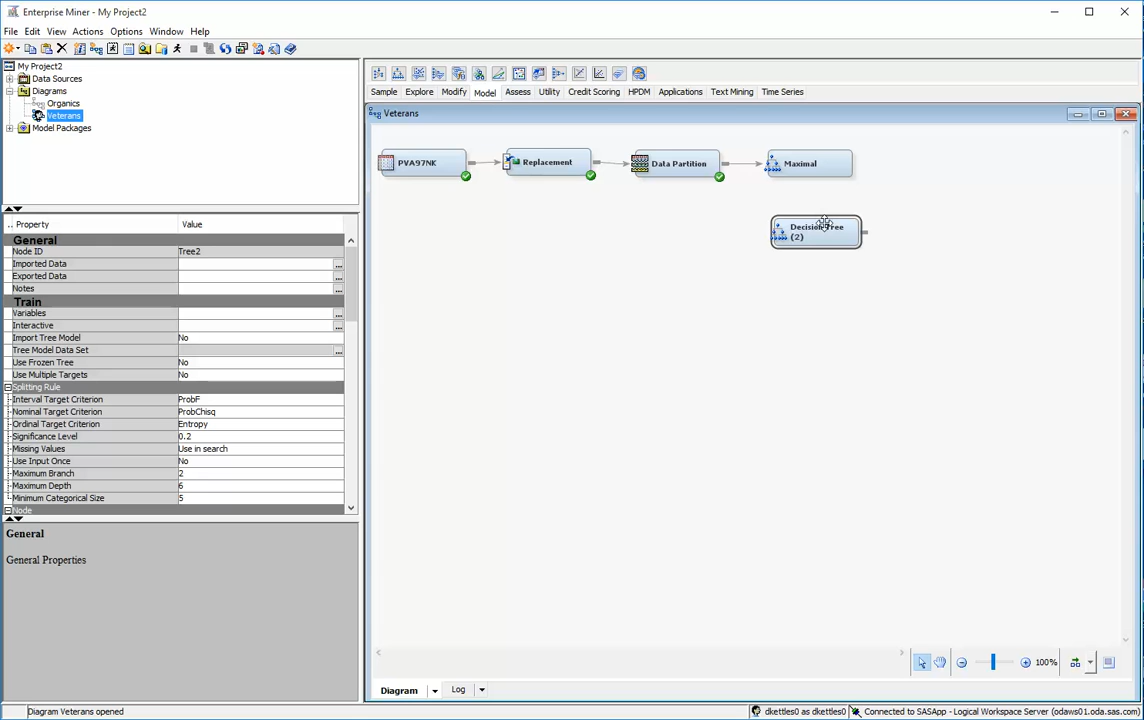 Enterprise Miner - My Project2
File Edit View Actions Options Window Help
My Project2
Data Sources
Diagrams
Organics
Veterans
Model Packages
Sample Explore Modify Model Assess Utility Credit Scoring HPDM Applications Text Mining Time Series
Veterans
PVA97NK
Replacement
Data Partition
Maximal
Decision Tree
(2)
.. Property Value
General
Node ID Tree2
Imported Data ...
Exported Data ...
Notes ...
Train
Variables ...
Interactive ...
Import Tree Model No
Tree Model Data Set ...
Use Frozen Tree No
Use Multiple Targets No
Splitting Rule
Interval Target Criterion ProbF
Nominal Target Criterion ProbChisq
Ordinal Target Criterion Entropy
Significance Level 0.2
Missing Values Use in search
Use Input Once No
Maximum Branch 2
Maximum Depth 6
Minimum Categorical Size 5
Node
General
General Properties
100%
Diagram Log
Diagram Veterans opened
dkettles0 as dkettles0 Connected to SASApp - Logical Workspace Server (odaws01.oda.sas.com)